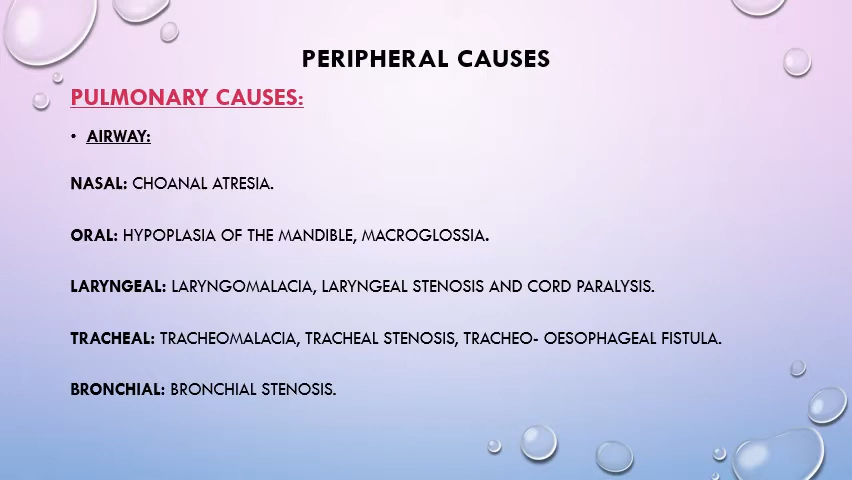 PERIPHERAL CAUSES
PULMONARY CAUSES:
• AIRWAY:
NASAL: CHOANAL ATRESIA.
ORAL: HYPOPLASIA OF THE MANDIBLE, MACROGLOSSIA.
LARYNGEAL: LARYNGOMALACIA, LARYNGEAL STENOSIS AND CORD PARALYSIS.
TRACHEAL: TRACHEOMALACIA, TRACHEAL STENOSIS, TRACHEO- OESOPHAGEAL FISTULA.
BRONCHIAL: BRONCHIAL STENOSIS.